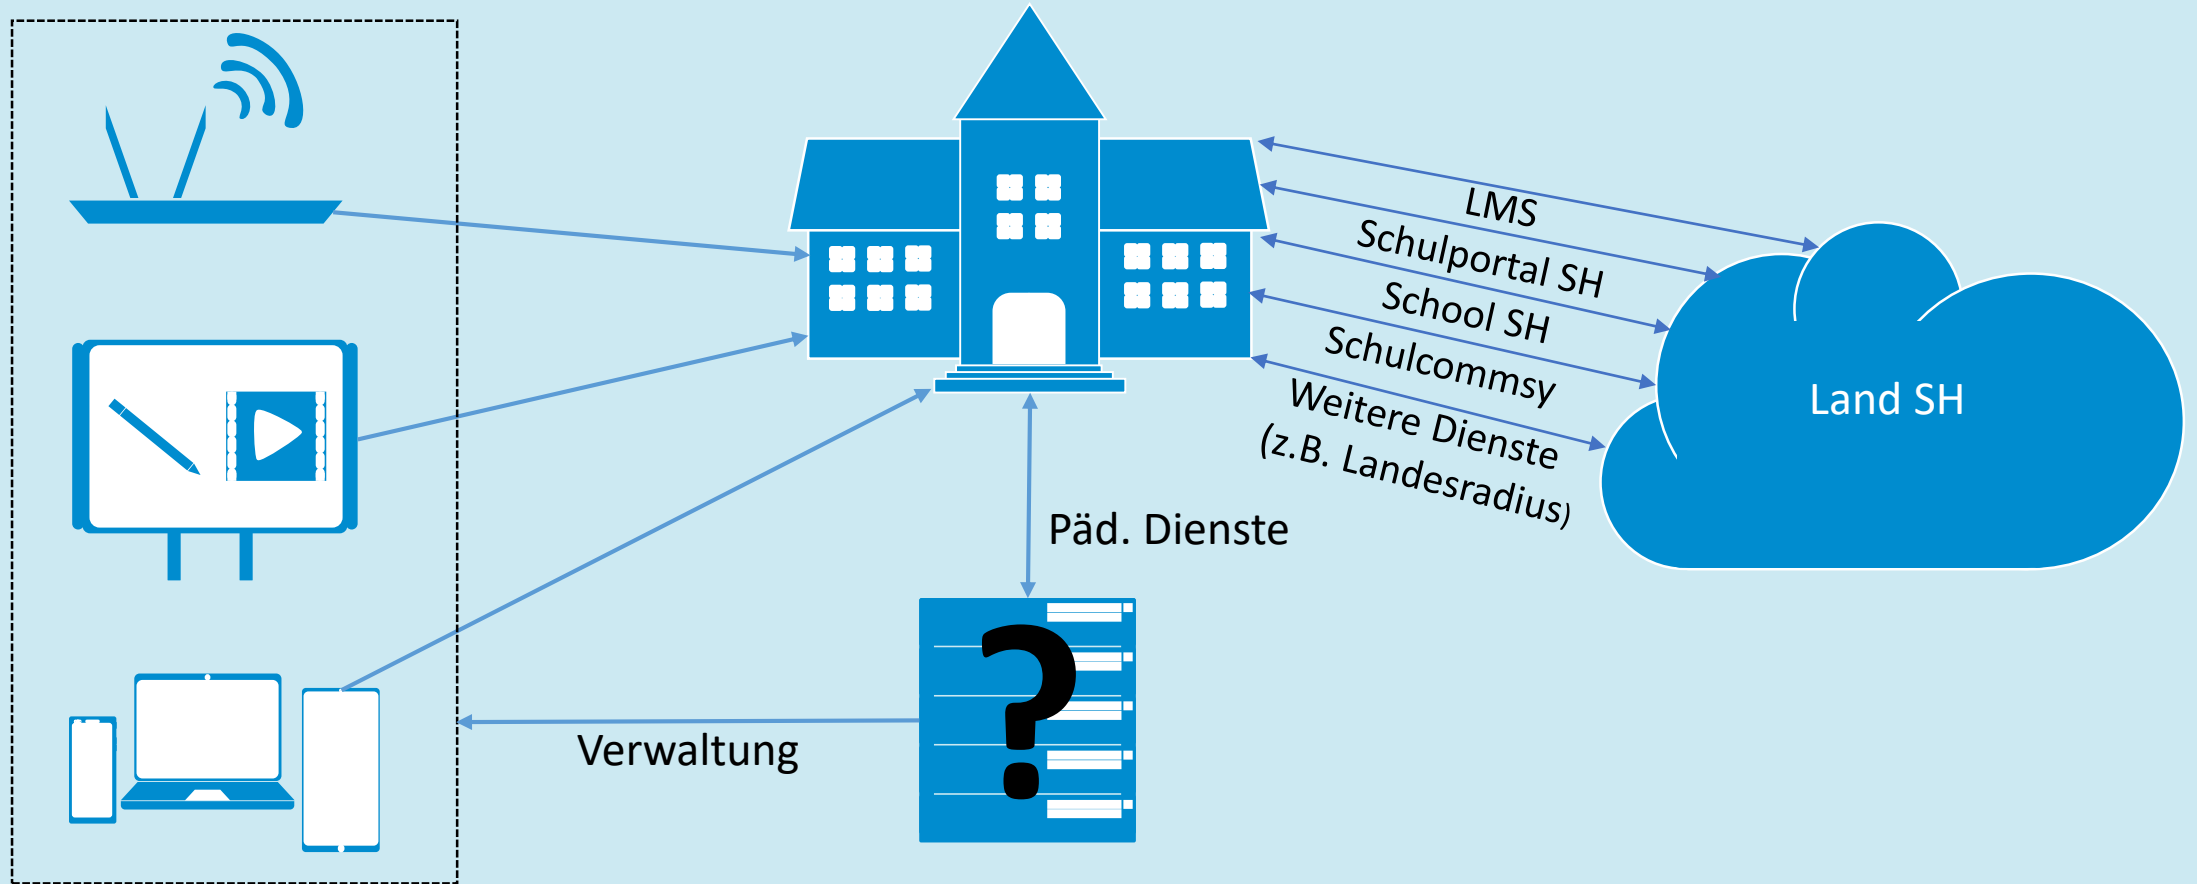 LMS
Schulportal SH
School SH
Schulcommsy
Weitere Dienste
(z.B. Landesradius)
Land SH
Päd. Dienste
?
Verwaltung